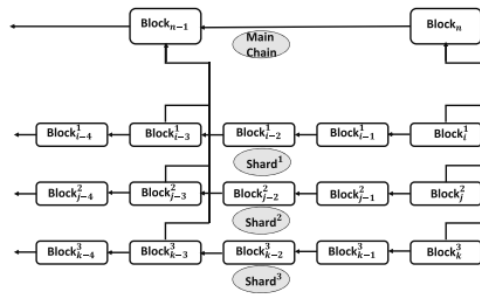 Block_{n-1}
Block_n
Main
Chain
Block^1_{i-4}
Block^1_{i-3}
Block^1_{i-2}
Block^1_{i-1}
Block^1_i
Shard^1
Block^2_{j-4}
Block^2_{j-3}
Block^2_{j-2}
Block^2_{j-1}
Block^2_j
Shard^2
Block^3_{k-4}
Block^3_{k-3}
Block^3_{k-2}
Block^3_{k-1}
Block^3_k
Shard^3